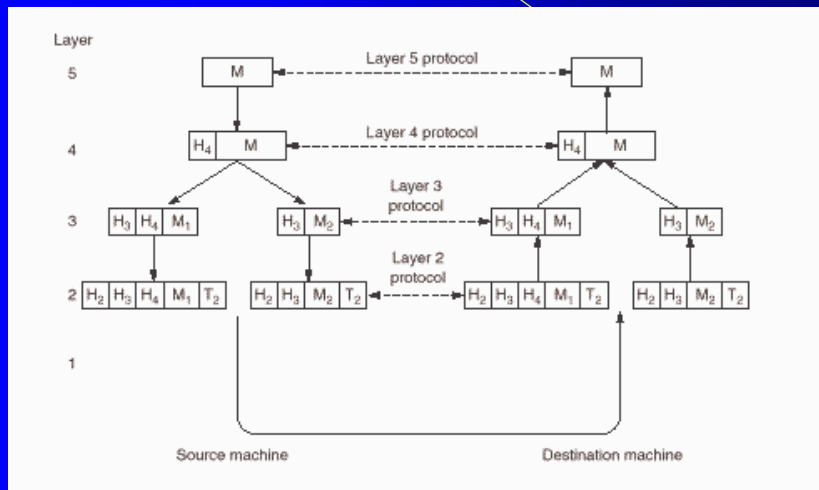 Layer
5 M Layer 5 protocol M
4 H₄ M Layer 4 protocol H₄ M
Layer 3
protocol
3 H₃ H₄ M₁ H₃ M₂ H₃ H₄ M₁ H₃ M₂
Layer 2
protocol
2 H₂ H₃ H₄ M₁ T₂ H₂ H₃ M₂ T₂ H₂ H₃ H₄ M₁ T₂ H₂ H₃ M₂ T₂
1
Source machine Destination machine